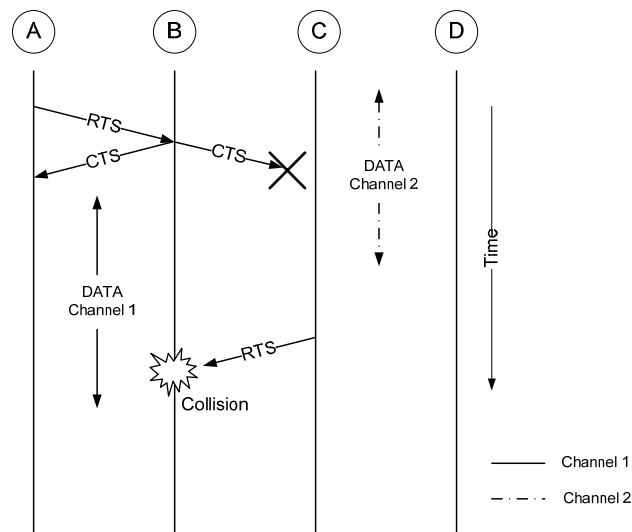 A
B
C
D
RTS
CTS
CTS
DATA
Channel 2
Time
DATA
Channel 1
RTS
Collision
Channel 1
Channel 2